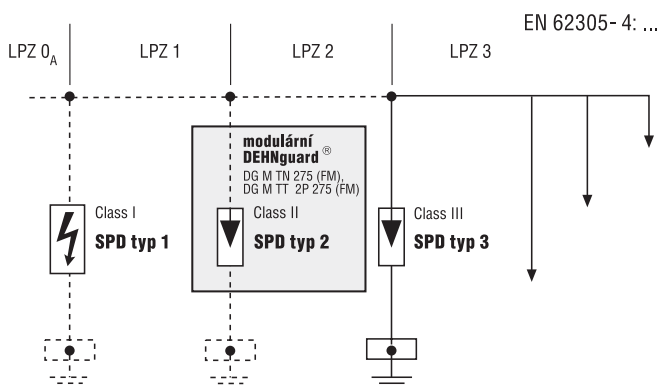 EN 62305- 4: ...
LPZ 0A
LPZ 1
LPZ 2
LPZ 3
modulární
DEHNguard ®
DG M TN 275 (FM),
DG M TT 2P 275 (FM)
Class I
SPD typ 1
Class II
SPD typ 2
Class III
SPD typ 3